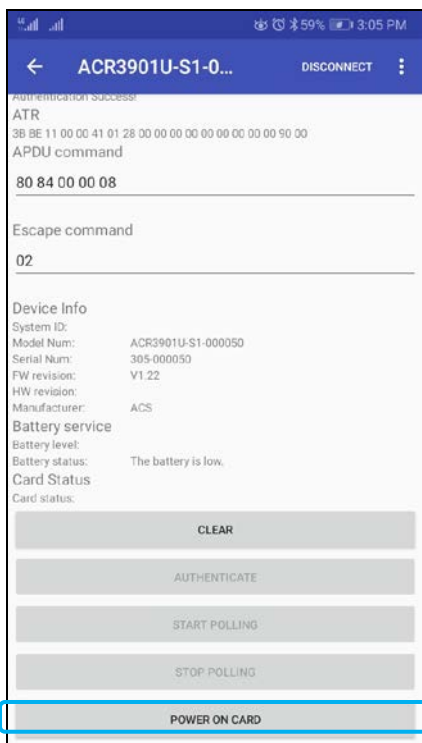 59% 3:05 PM
← ACR3901U-S1-0... DISCONNECT
Authentication Success!
ATR
3B BE 11 00 00 41 01 28 00 00 00 00 00 00 00 00 00 90 00
APDU command
80 84 00 00 08
Escape command
02
Device Info
System ID:
Model Num: ACR3901U-S1-000050
Serial Num: 305-000050
FW revision: V1.22
HW revision:
Manufacturer: ACS
Battery service
Battery level:
Battery status: The battery is low.
Card Status
Card status:
CLEAR
AUTHENTICATE
START POLLING
STOP POLLING
POWER ON CARD